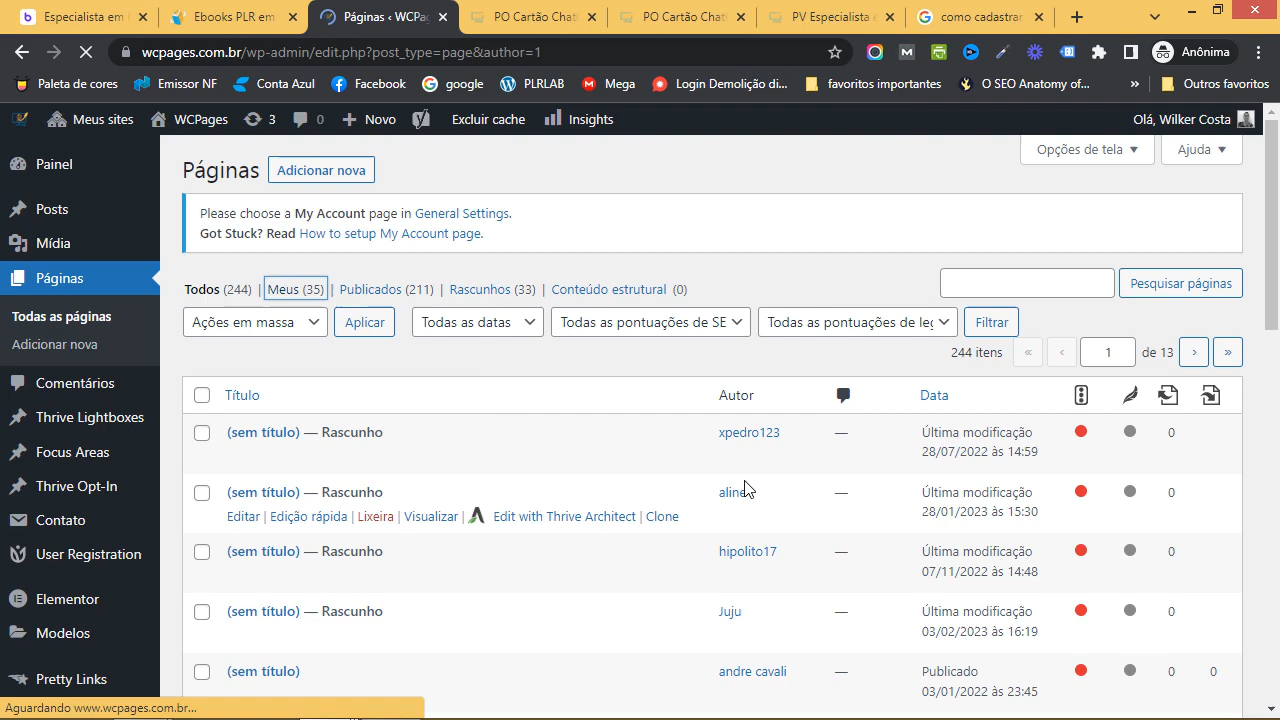 Especialista em
Ebooks PLR em
Páginas ‹ WCPag
PO Cartão Chat
PO Cartão Chat
PV Especialista e
como cadastrar
wcpages.com.br/wp-admin/edit.php?post_type=page&author=1
Anônima
Paleta de cores
Emissor NF
Conta Azul
Facebook
google
PLRLAB
Mega
Login Demolição di...
favoritos importantes
O SEO Anatomy of...
»
Outros favoritos
Meus sites
WCPages
3
0
Novo
Excluir cache
Insights
Olá, Wilker Costa
Painel
Posts
Mídia
Páginas
Todas as páginas
Adicionar nova
Comentários
Thrive Lightboxes
Focus Areas
Thrive Opt-In
Contato
User Registration
Elementor
Modelos
Pretty Links
Opções de tela
Ajuda
Páginas
Adicionar nova
Please choose a My Account page in General Settings.
Got Stuck? Read How to setup My Account page.
Todos (244) | Meus (35) | Publicados (211) | Rascunhos (33) | Conteúdo estrutural (0)
Pesquisar páginas
Ações em massa
Aplicar
Todas as datas
Todas as pontuações de SE
Todas as pontuações de leg
Filtrar
244 itens « ‹ 1 de 13 › »
Título Autor Data
(sem título) — Rascunho xpedro123 — Última modificação 0
28/07/2022 às 14:59
(sem título) — Rascunho aline — Última modificação 0
28/01/2023 às 15:30
Editar | Edição rápida | Lixeira | Visualizar | Edit with Thrive Architect | Clone
(sem título) — Rascunho hipolito17 — Última modificação 0
07/11/2022 às 14:48
(sem título) — Rascunho Juju — Última modificação 0
03/02/2023 às 16:19
(sem título) andre cavali — Publicado 0 0
03/01/2022 às 23:45
Aguardando www.wcpages.com.br...